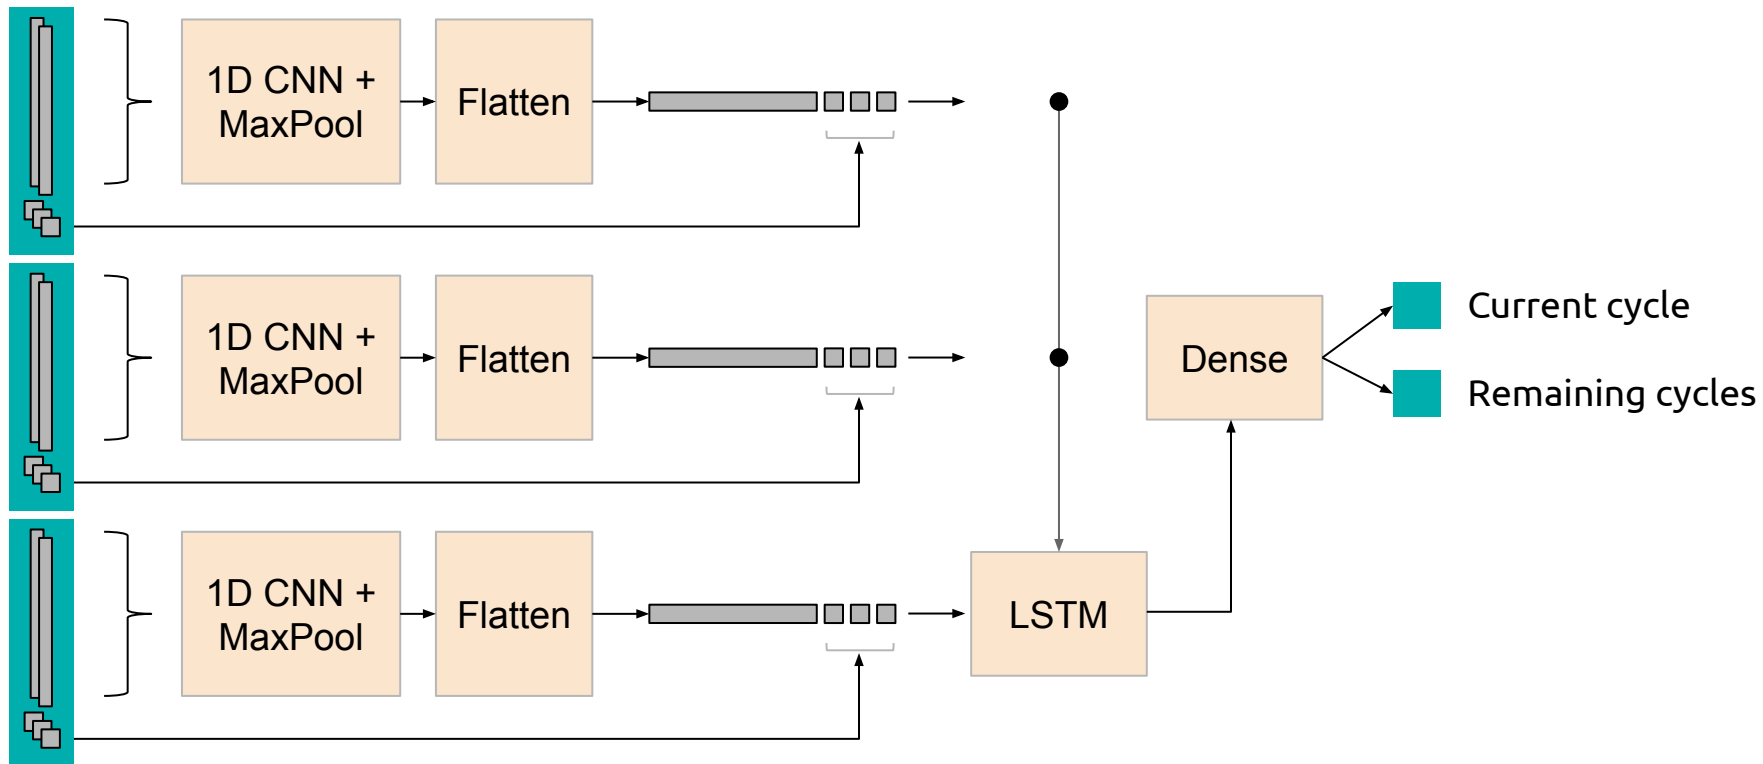 1D CNN +
MaxPool
Flatten
1D CNN +
MaxPool
Flatten
Dense
Current cycle
Remaining cycles
1D CNN +
MaxPool
Flatten
LSTM